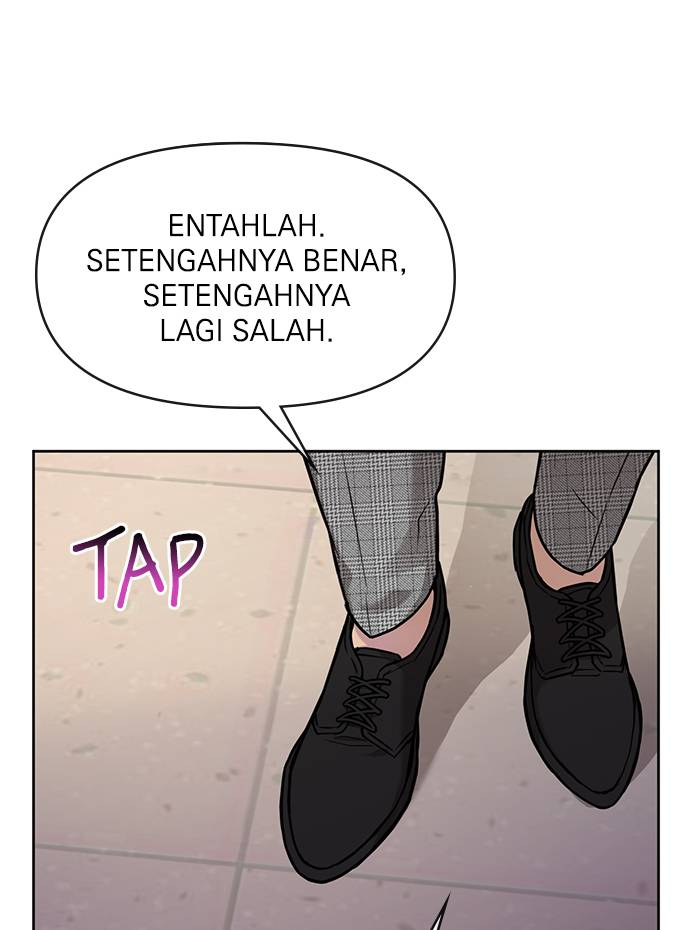 ENTAHLAH.
SETENGAHNYA BENAR,
SETENGAHNYA
LAGI SALAH.
TAP